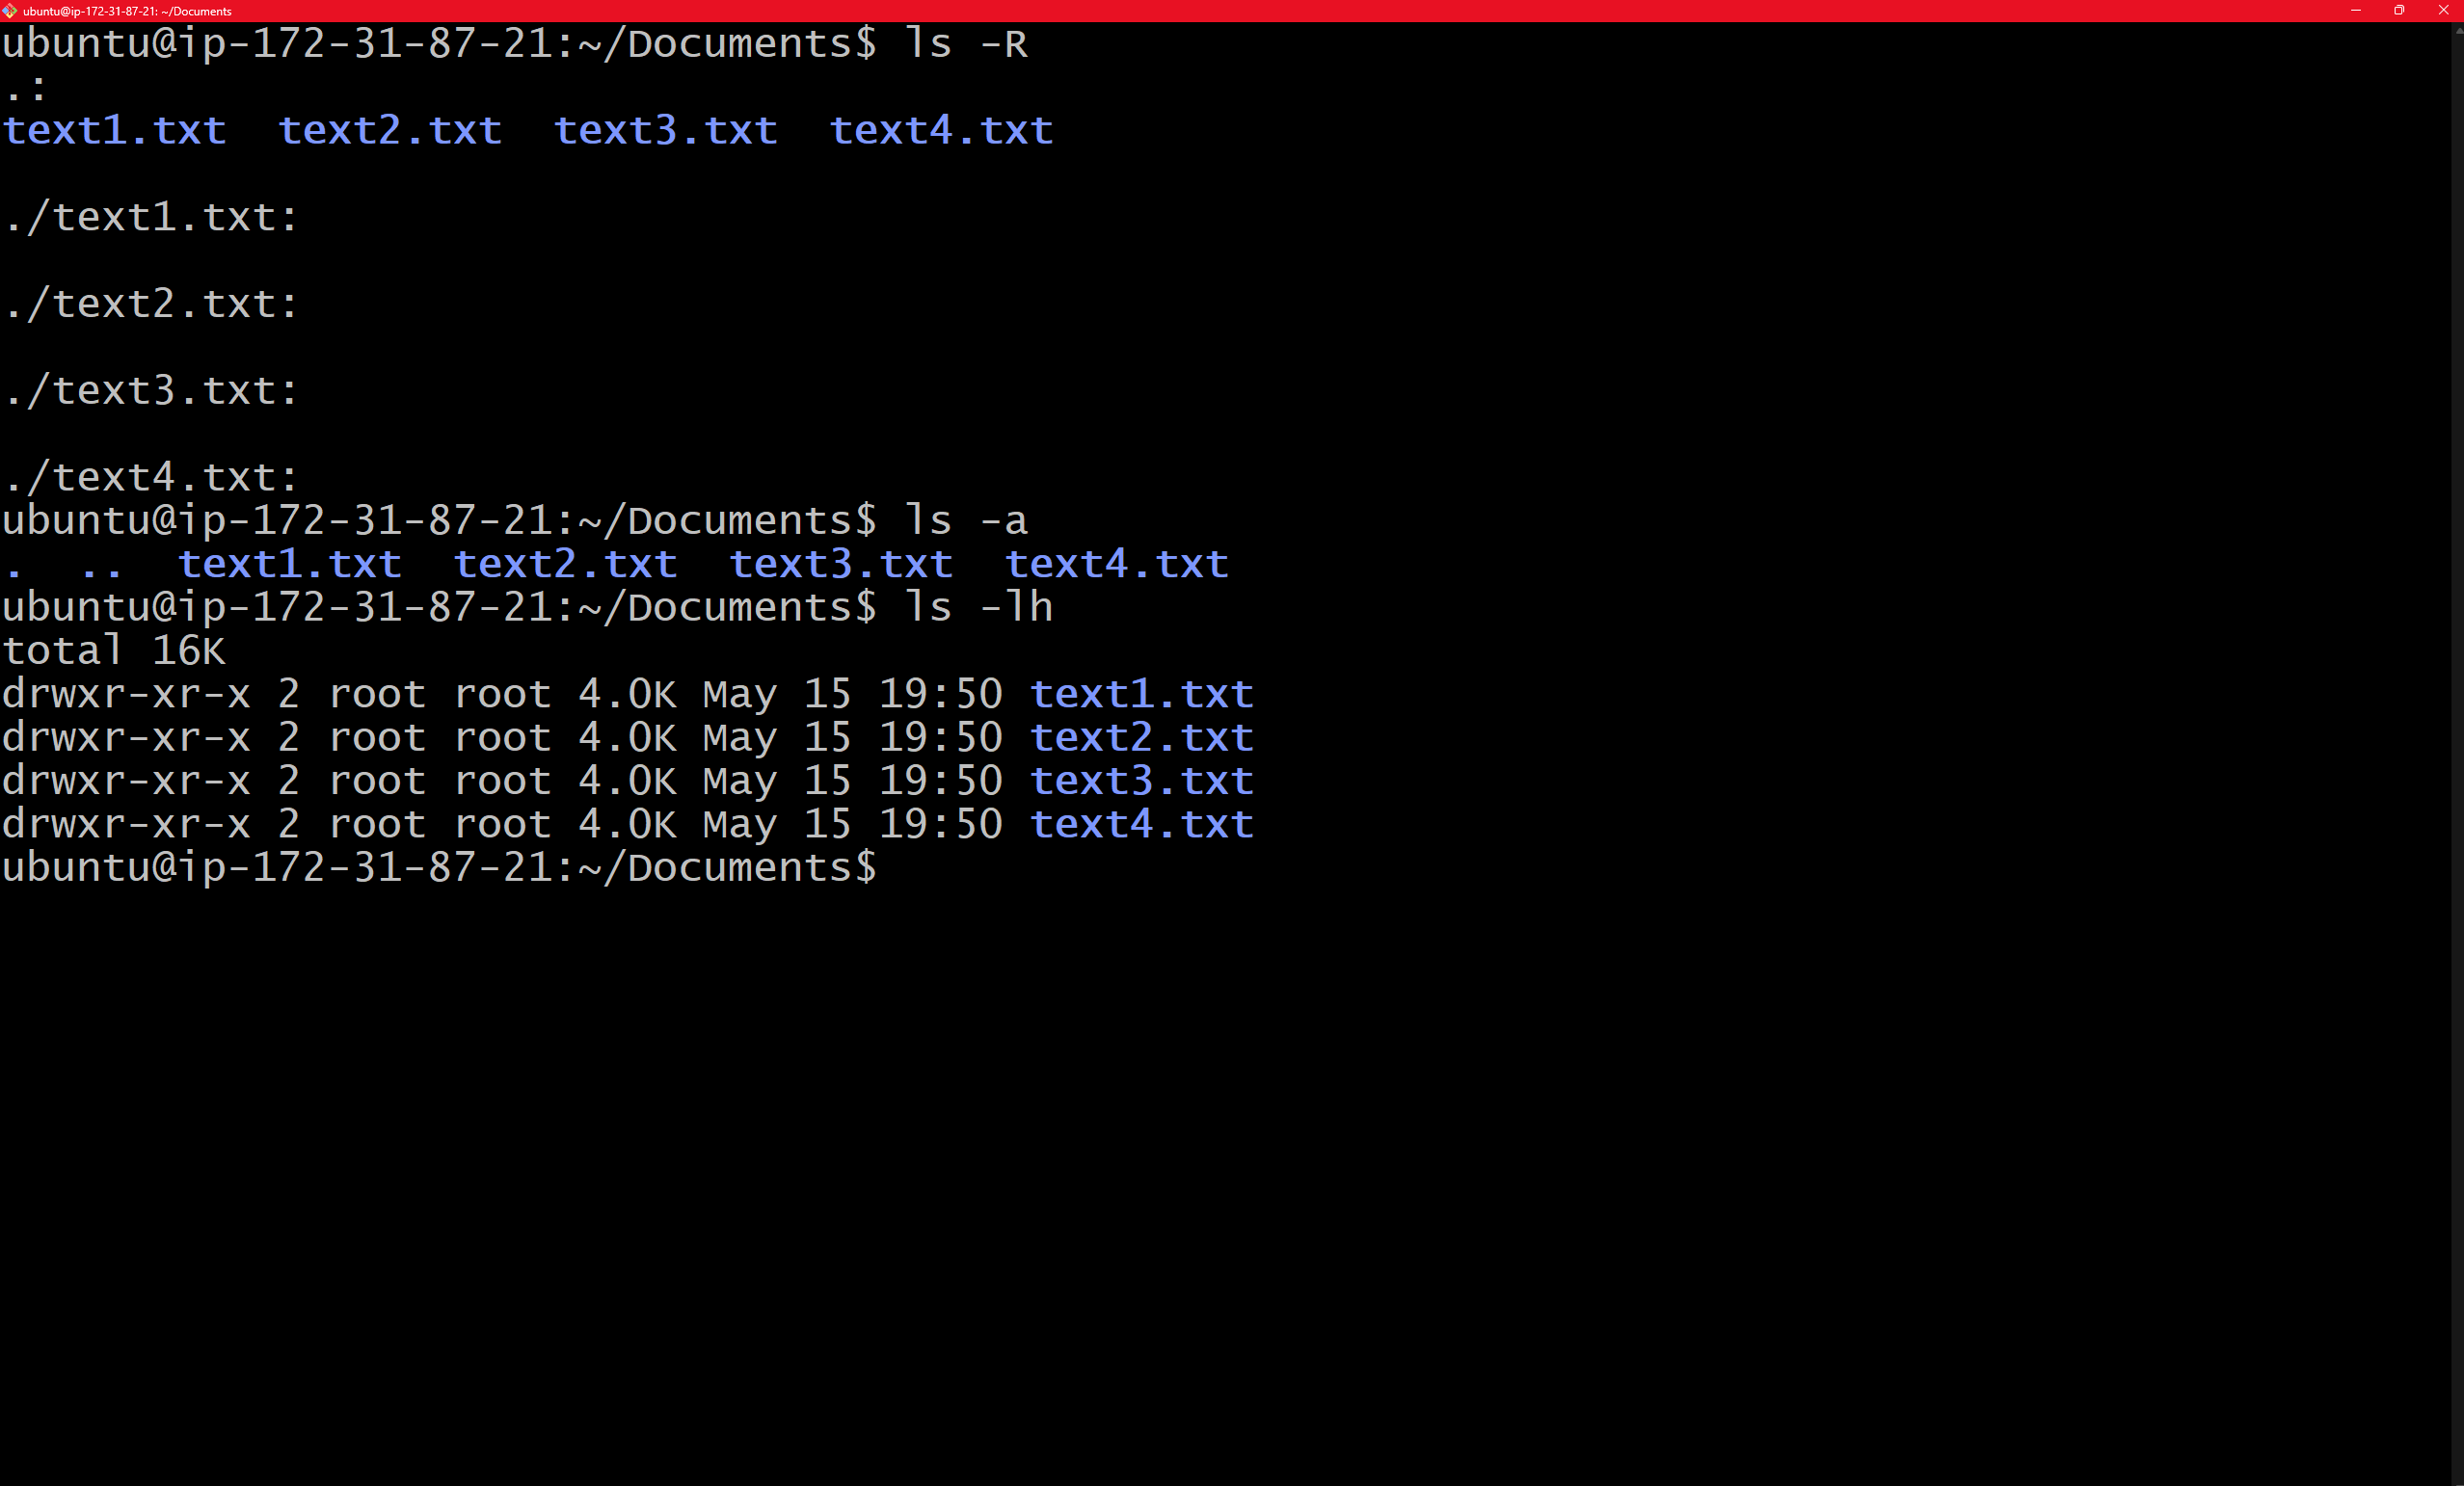 ubuntu@ip-172-31-87-21: ~/Documents
ubuntu@ip-172-31-87-21:~/Documents$ ls -R
.:
text1.txt  text2.txt  text3.txt  text4.txt
./text1.txt:
./text2.txt:
./text3.txt:
./text4.txt:
ubuntu@ip-172-31-87-21:~/Documents$ ls -a
.  ..  text1.txt  text2.txt  text3.txt  text4.txt
ubuntu@ip-172-31-87-21:~/Documents$ ls -lh
total 16K
drwxr-xr-x 2 root root 4.0K May 15 19:50 text1.txt
drwxr-xr-x 2 root root 4.0K May 15 19:50 text2.txt
drwxr-xr-x 2 root root 4.0K May 15 19:50 text3.txt
drwxr-xr-x 2 root root 4.0K May 15 19:50 text4.txt
ubuntu@ip-172-31-87-21:~/Documents$